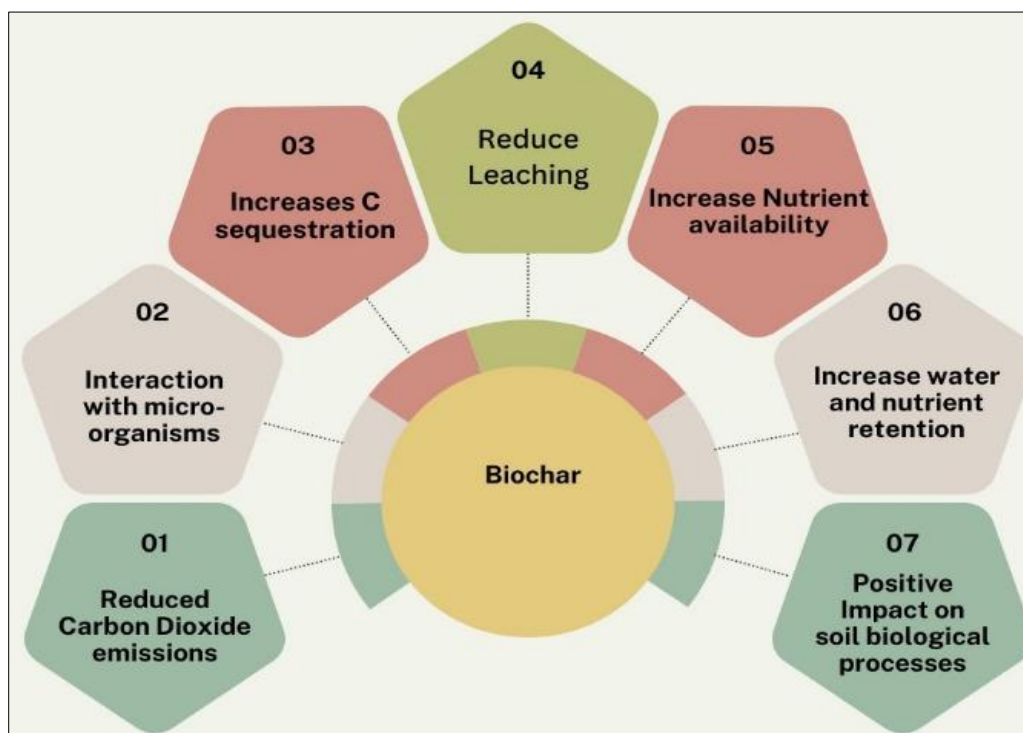 01
Reduced
Carbon Dioxide
emissions
02
Interaction
with micro-
organisms
03
Increases C
sequestration
04
Reduce
Leaching
05
Increase Nutrient
availability
06
Increase water
and nutrient
retention
07
Positive
Impact on
soil biological
processes
Biochar